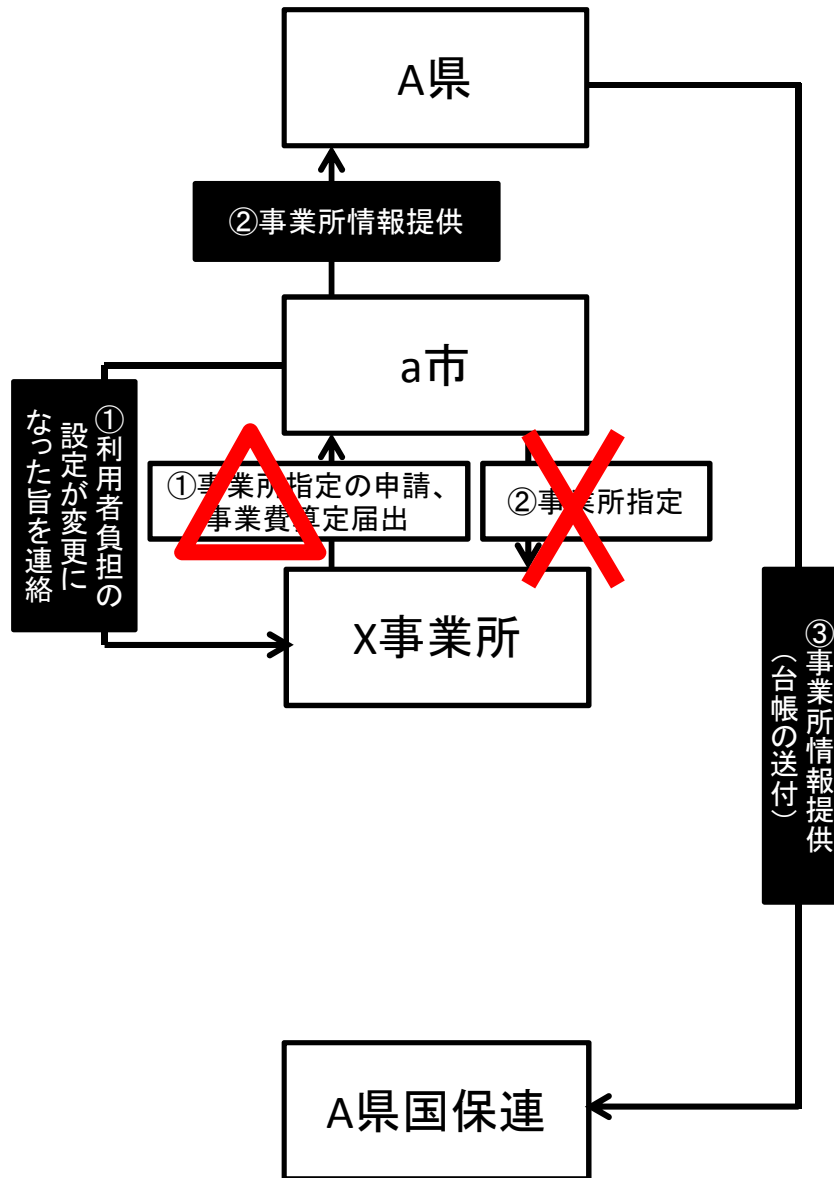 A県
②事業所情報提供
a市
①利用者負担の
設定が変更に
なった旨を連絡
①事業所指定の申請、
事業費算定届出
②事業所指定
X事業所
③事業所情報提供
（台帳の送付）
A県国保連